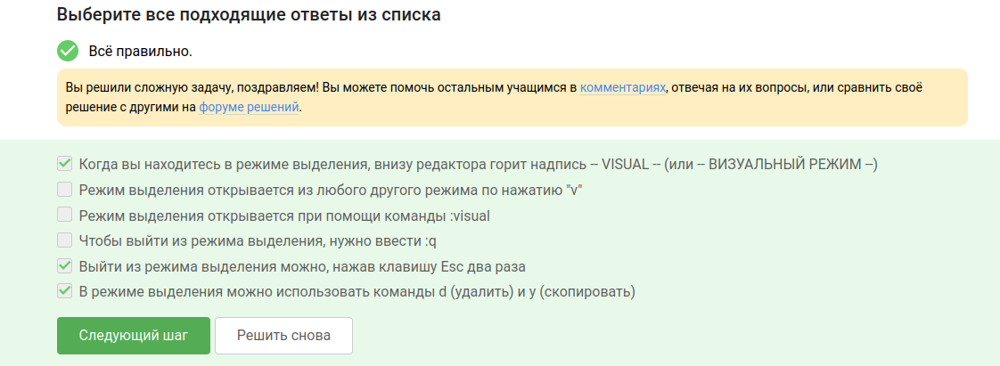 Выберите все подходящие ответы из списка
Всё правильно.
Вы решили сложную задачу, поздравляем! Вы можете помочь остальным учащимся в комментариях, отвечая на их вопросы, или сравнить своё
решение с другими на форуме решений.
Когда вы находитесь в режиме выделения, внизу редактора горит надпись -- VISUAL -- (или -- ВИЗУАЛЬНЫЙ РЕЖИМ --)
Режим выделения открывается из любого другого режима по нажатию "v"
Режим выделения открывается при помощи команды :visual
Чтобы выйти из режима выделения, нужно ввести :q
Выйти из режима выделения можно, нажав клавишу Esc два раза
В режиме выделения можно использовать команды d (удалить) и y (скопировать)
Следующий шаг Решить снова